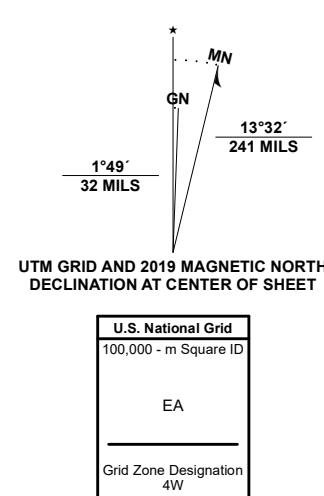 ★
MN
GN
13°32´
241 MILS
1°49´
32 MILS
UTM GRID AND 2019 MAGNETIC NORTH
DECLINATION AT CENTER OF SHEET
U.S. National Grid
100,000 - m Square ID
EA
Grid Zone Designation
4W